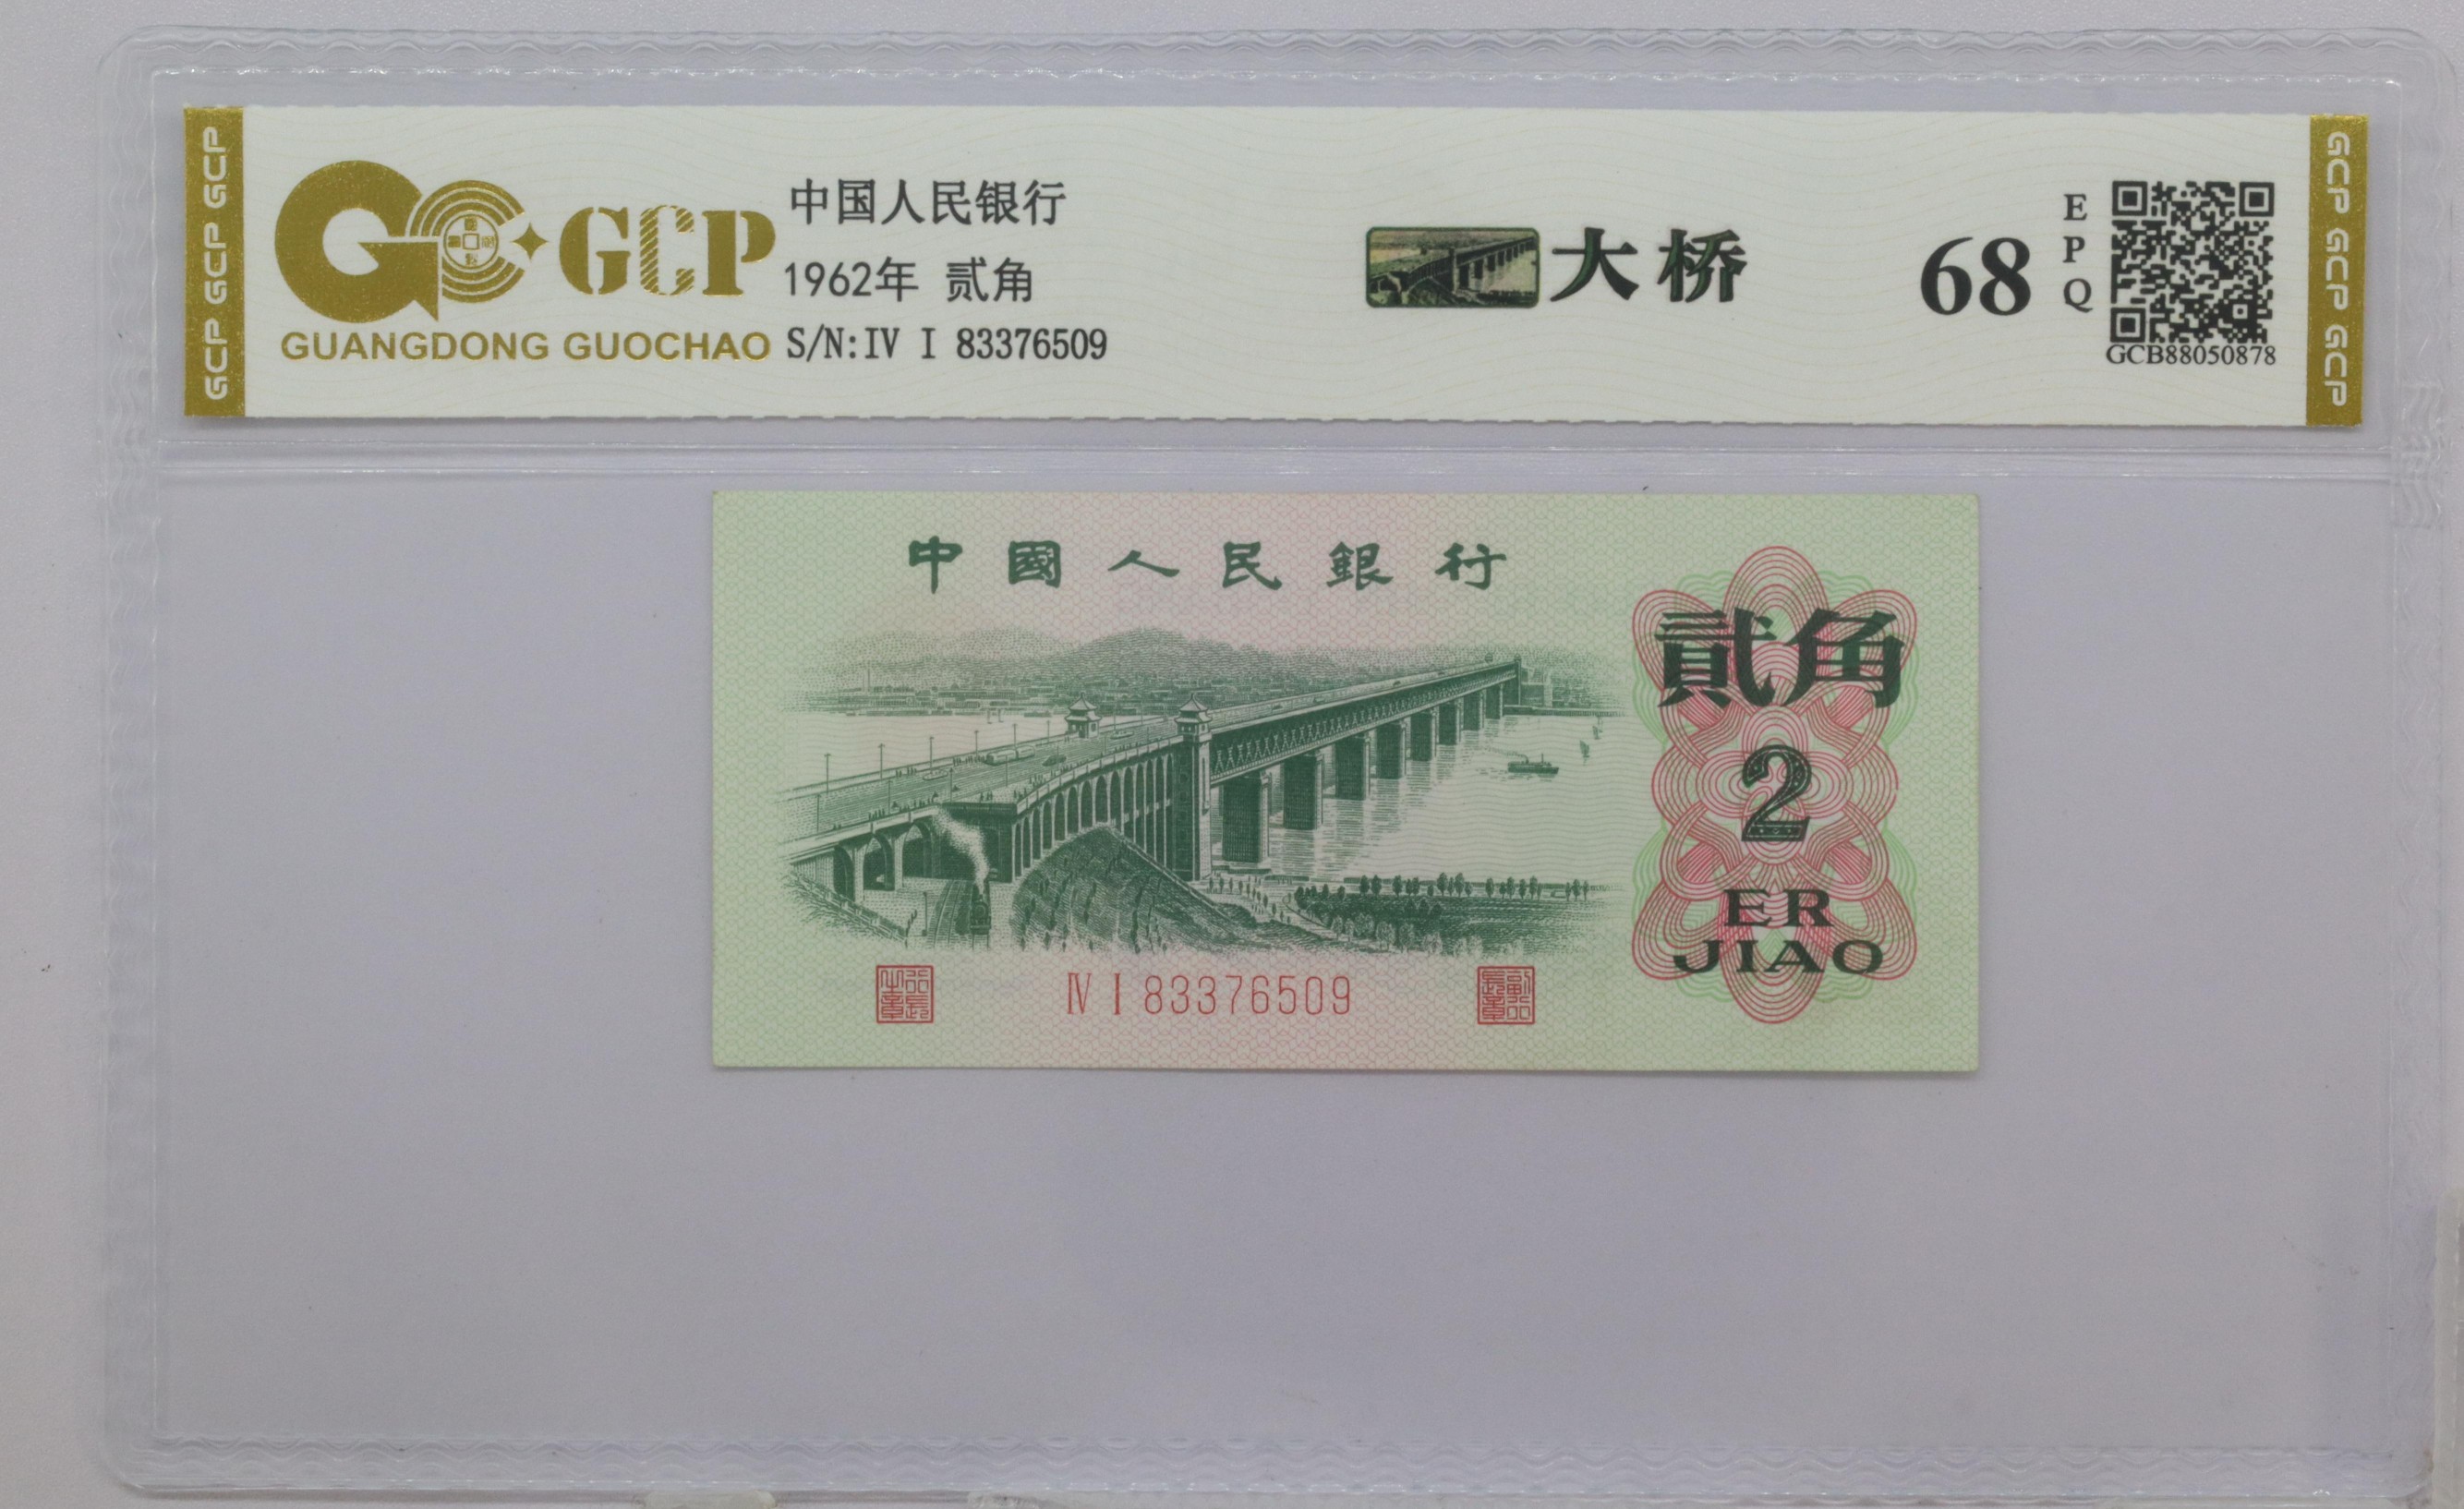 GCP GCP GCP
GCP
GUANGDONG GUOCHAO
中国人民银行
1962年 贰角
S/N:IV I 83376509
大桥
68
EPQ
GCB88050878
GCP GCP GCP
中國人民銀行
貳角
2
ER
JIAO
IV I 83376509